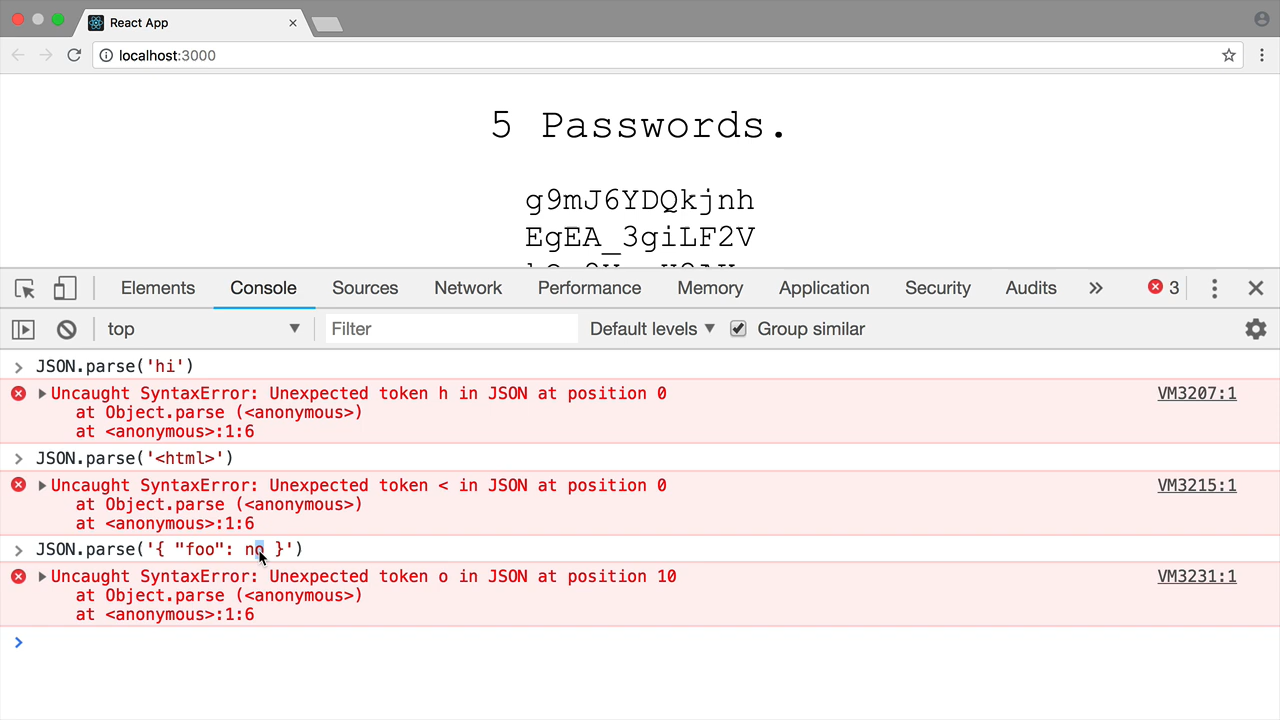 React App
localhost:3000
5 Passwords.
g9mJ6YDQkjnh
EgEA_3giLF2V
Elements Console Sources Network Performance Memory Application Security Audits » 3
top Filter Default levels Group similar
> JSON.parse('hi')
Uncaught SyntaxError: Unexpected token h in JSON at position 0 VM3207:1
at Object.parse (<anonymous>)
at <anonymous>:1:6
> JSON.parse('<html>')
Uncaught SyntaxError: Unexpected token < in JSON at position 0 VM3215:1
at Object.parse (<anonymous>)
at <anonymous>:1:6
> JSON.parse('{ "foo": no }')
Uncaught SyntaxError: Unexpected token o in JSON at position 10 VM3231:1
at Object.parse (<anonymous>)
at <anonymous>:1:6
>